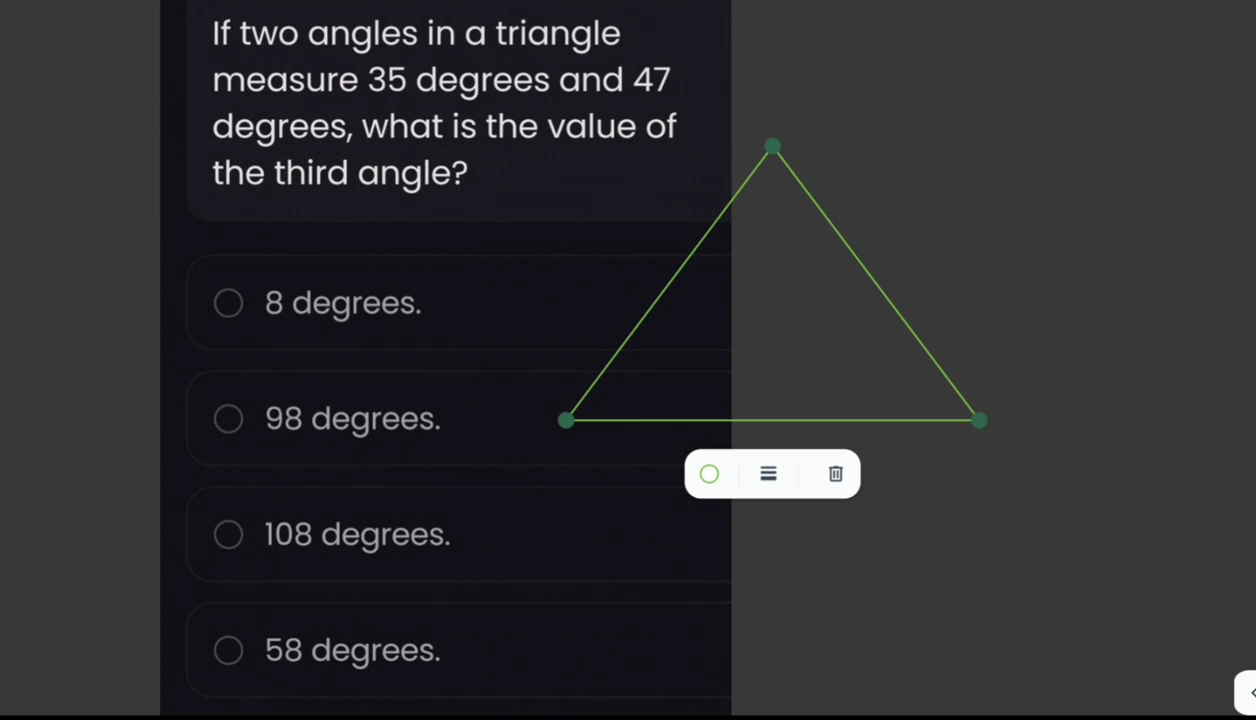 If two angles in a triangle
measure 35 degrees and 47
degrees, what is the value of
the third angle?
8 degrees.
98 degrees.
108 degrees.
58 degrees.